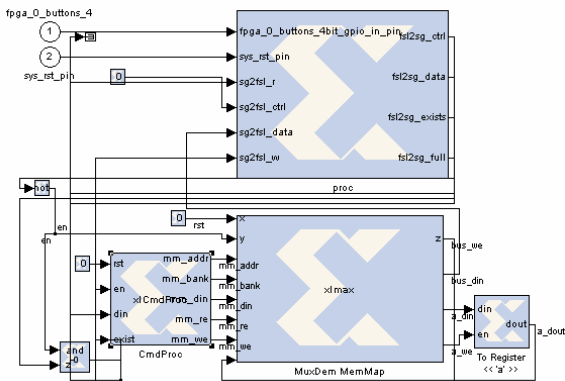 fpga_0_buttons_4
1
fpga_0_buttons_4bit_gpio_in_pin
fsl2sg_ctrl
2
sys_rst_pin
sys_rst_pin
0
sg2fsl_r
fsl2sg_data
sg2fsl_ctrl
fsl2sg_exists
sg2fsl_data
sg2fsl_w
fsl2sg_full
not
proc
en
en
0
rst
x
y
z
bus_we
0
rst
en
din
exist
xlCmdProc
mm_addr
mm_bank
mm_din
mm_re
mm_we
CmdProc
mm_addr
mm_bank
mm_din
mm_re
mm_we
xlmax
bus_din
a_din
a_we
din
en
dout
a_dout
To Register
<< 'a' >>
and
z-0
MuxDem MemMap